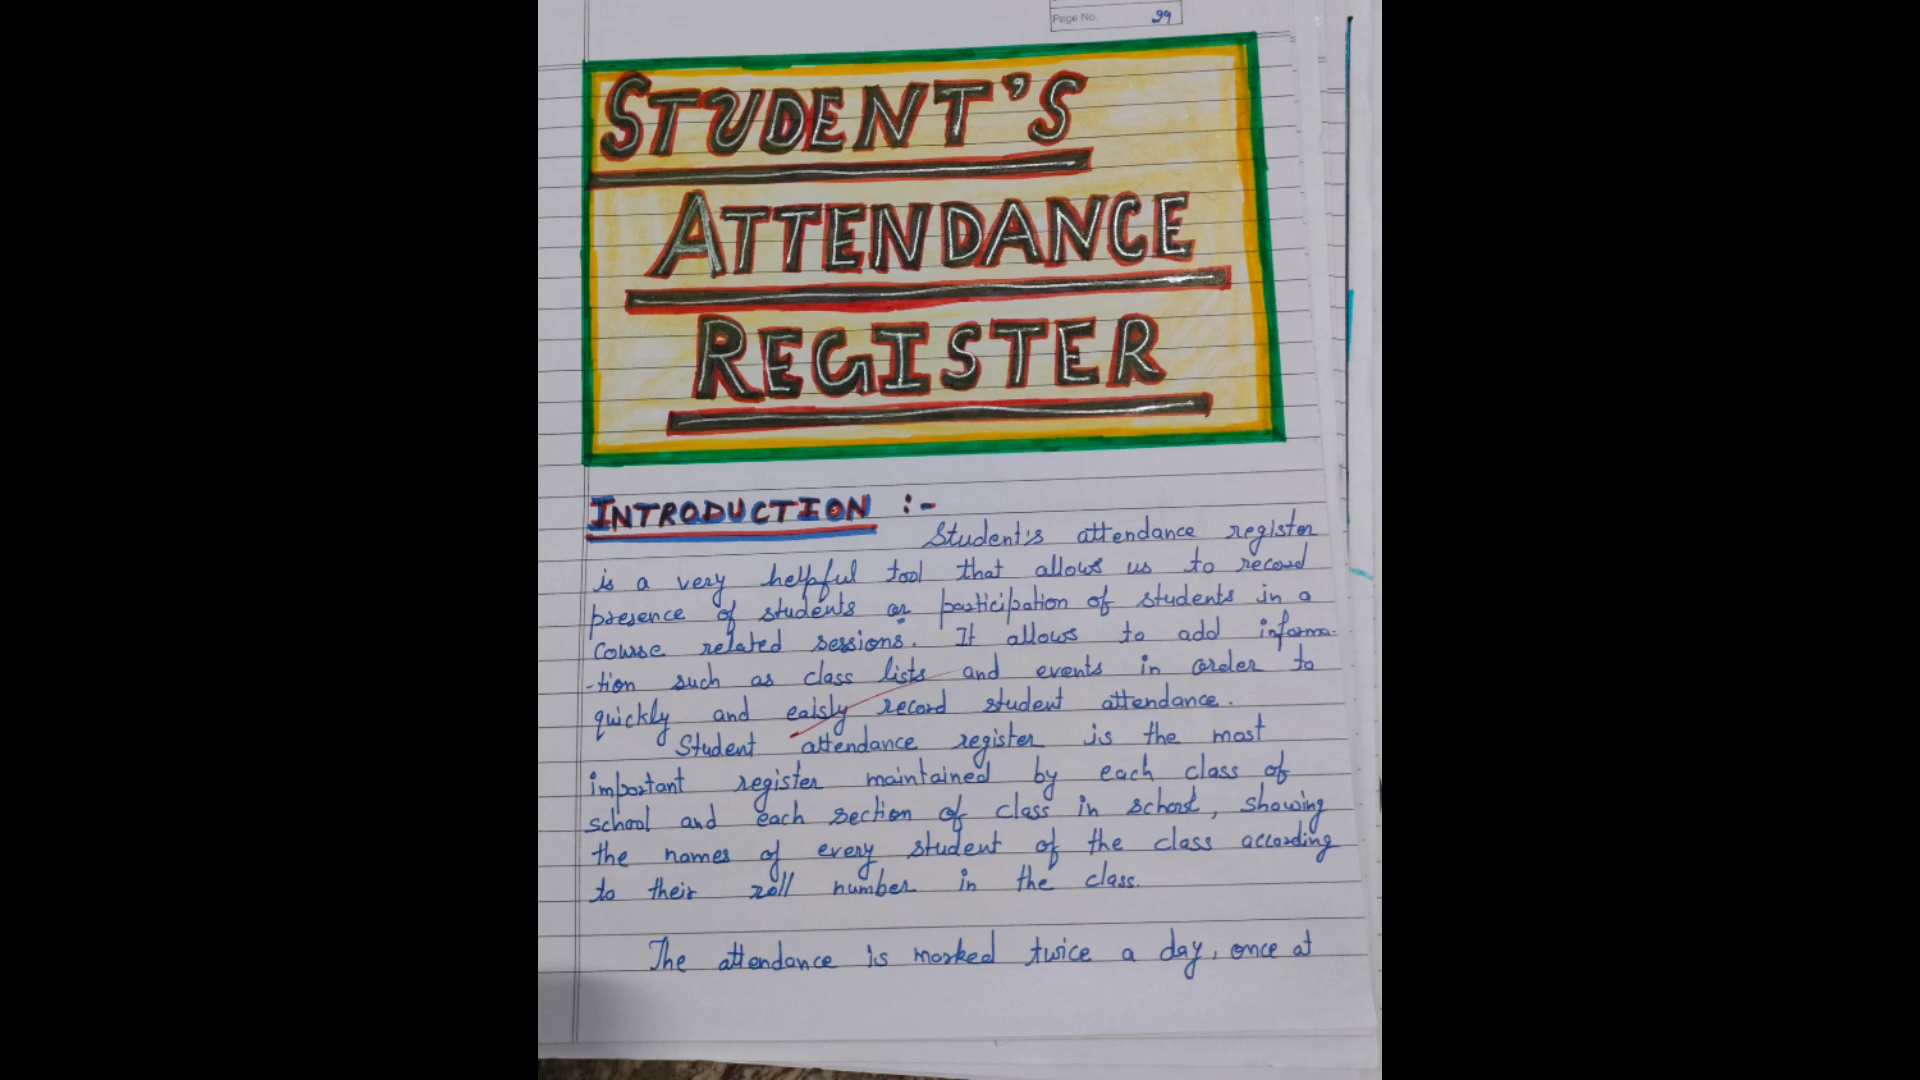 Page No. 94
STUDENT'S
ATTENDANCE
REGISTER
INTRODUCTION :-
Student's attendance register
is a very helpful tool that allows us to record
presence of students or participation of students in a
course related sessions. It allows to add informa-
-tion such as class lists and events in order to
quickly and eaisly record student attendance.
Student attendance register is the most
important register maintained by each class of
school and each section of class in school, showing
the names of every student of the class according
to their roll number in the class.
The attendance is marked twice a day, once at